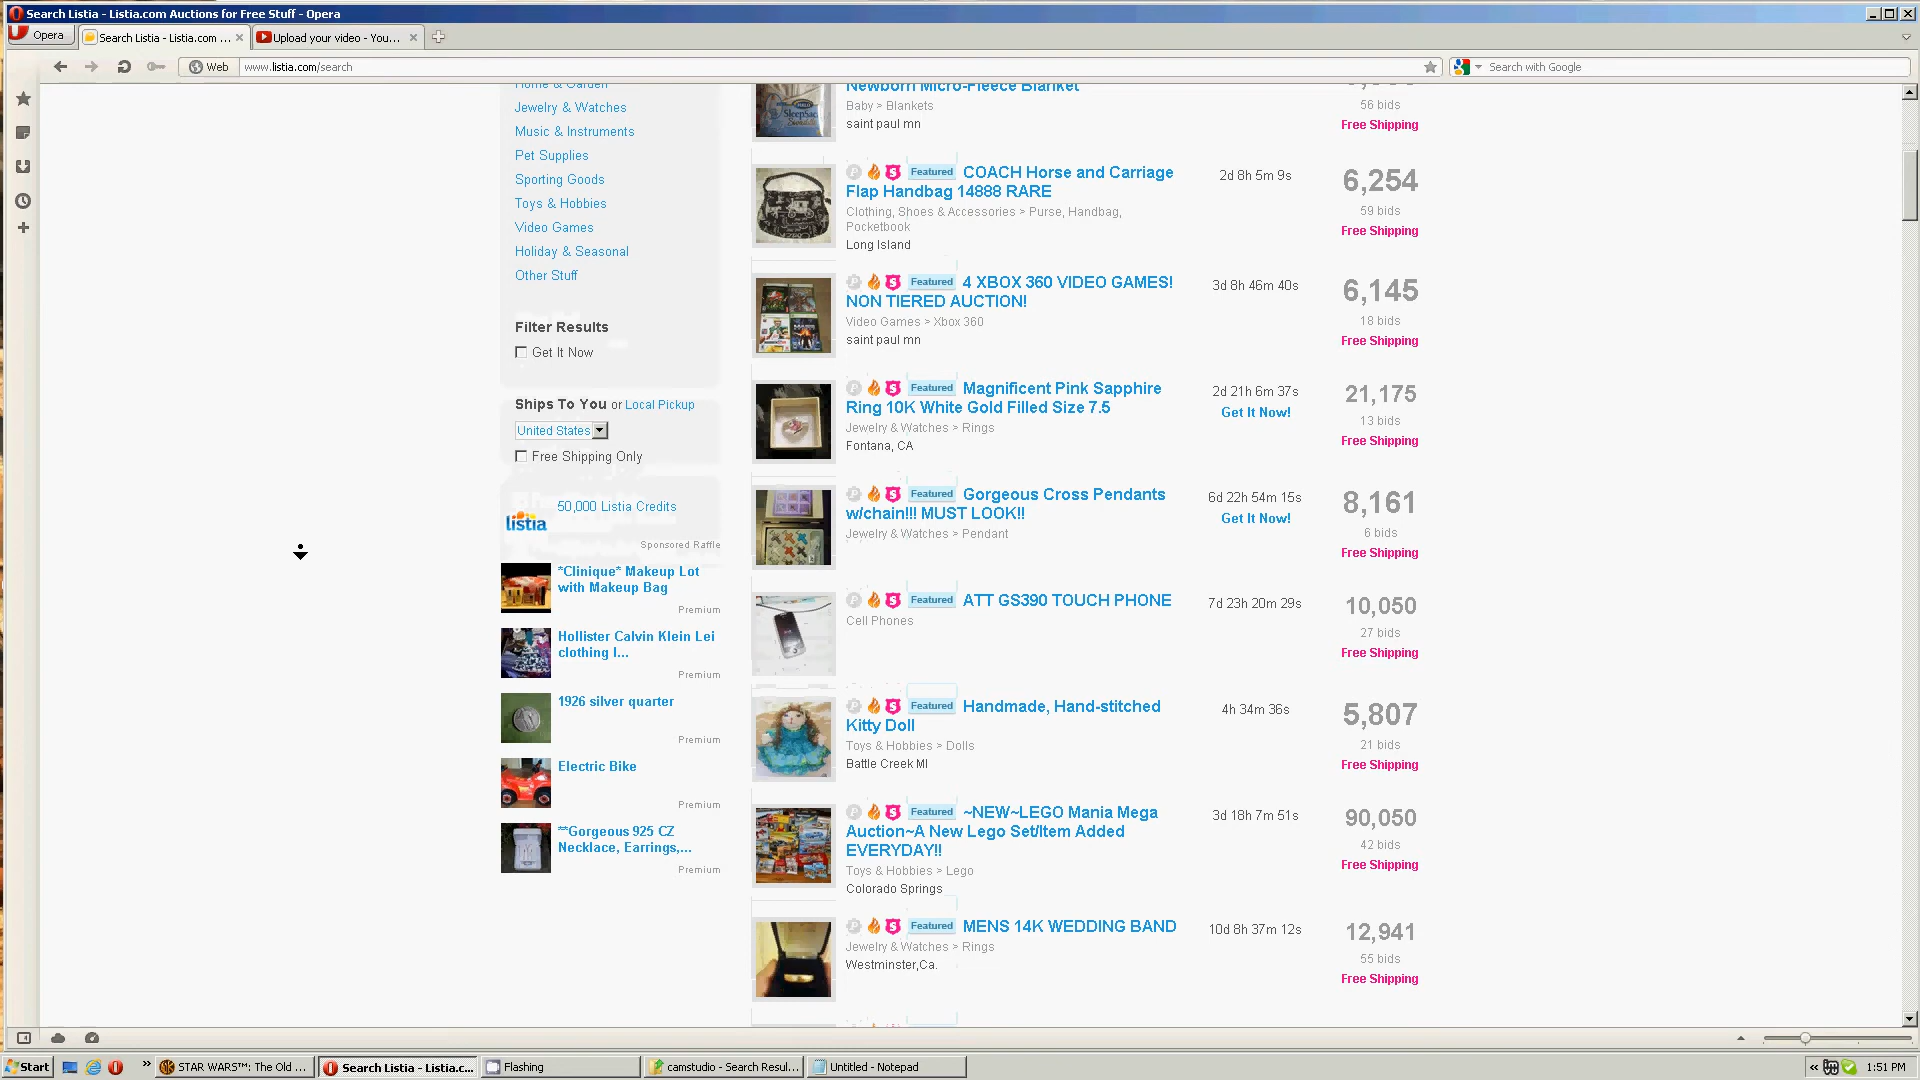 Search Listia - Listia.com Auctions for Free Stuff - Opera
Opera
Search Listia - Listia.com ...
Upload your video - You...
Web
www.listia.com/search
Search with Google
Home & Garden
Jewelry & Watches
Music & Instruments
Pet Supplies
Sporting Goods
Toys & Hobbies
Video Games
Holiday & Seasonal
Other Stuff
Filter Results
Get It Now
Ships To You or Local Pickup
United States
Free Shipping Only
listia
50,000 Listia Credits
Sponsored Raffle
*Clinique* Makeup Lot
with Makeup Bag
Premium
Hollister Calvin Klein Lei
clothing l...
Premium
1926 silver quarter
Premium
Electric Bike
Premium
**Gorgeous 925 CZ
Necklace, Earrings,...
Premium
Newborn Micro-Fleece Blanket
Baby > Blankets
saint paul mn
56 bids
Free Shipping
Featured COACH Horse and Carriage
Flap Handbag 14888 RARE
Clothing, Shoes & Accessories > Purse, Handbag,
Pocketbook
Long Island
2d 8h 5m 9s
6,254
59 bids
Free Shipping
Featured 4 XBOX 360 VIDEO GAMES!
NON TIERED AUCTION!
Video Games > Xbox 360
saint paul mn
3d 8h 46m 40s
6,145
18 bids
Free Shipping
Featured Magnificent Pink Sapphire
Ring 10K White Gold Filled Size 7.5
Jewelry & Watches > Rings
Fontana, CA
2d 21h 6m 37s
Get It Now!
21,175
13 bids
Free Shipping
Featured Gorgeous Cross Pendants
w/chain!!! MUST LOOK!!
Jewelry & Watches > Pendant
6d 22h 54m 15s
Get It Now!
8,161
6 bids
Free Shipping
Featured ATT GS390 TOUCH PHONE
Cell Phones
7d 23h 20m 29s
10,050
27 bids
Free Shipping
Featured Handmade, Hand-stitched
Kitty Doll
Toys & Hobbies > Dolls
Battle Creek MI
4h 34m 36s
5,807
21 bids
Free Shipping
Featured ~NEW~LEGO Mania Mega
Auction~A New Lego Set/Item Added
EVERYDAY!!
Toys & Hobbies > Lego
Colorado Springs
3d 18h 7m 51s
90,050
42 bids
Free Shipping
Featured MENS 14K WEDDING BAND
Jewelry & Watches > Rings
Westminster,Ca.
10d 8h 37m 12s
12,941
55 bids
Free Shipping
Start
STAR WARS™: The Old ...
Search Listia - Listia.c...
Flashing
camstudio - Search Resul...
Untitled - Notepad
1:51 PM